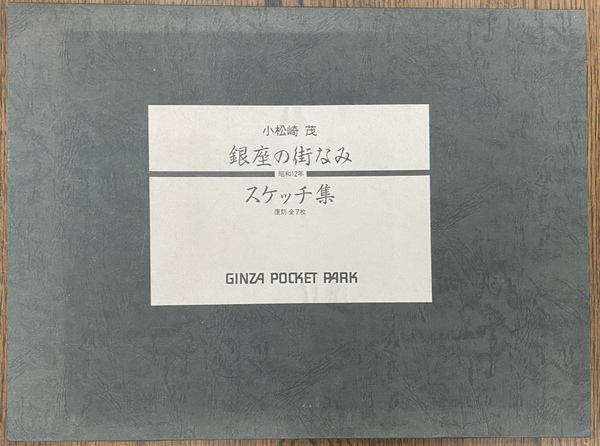 小松崎 茂
銀座の街なみ
昭和12年
スケッチ集
復刻 全7枚
GINZA POCKET PARK